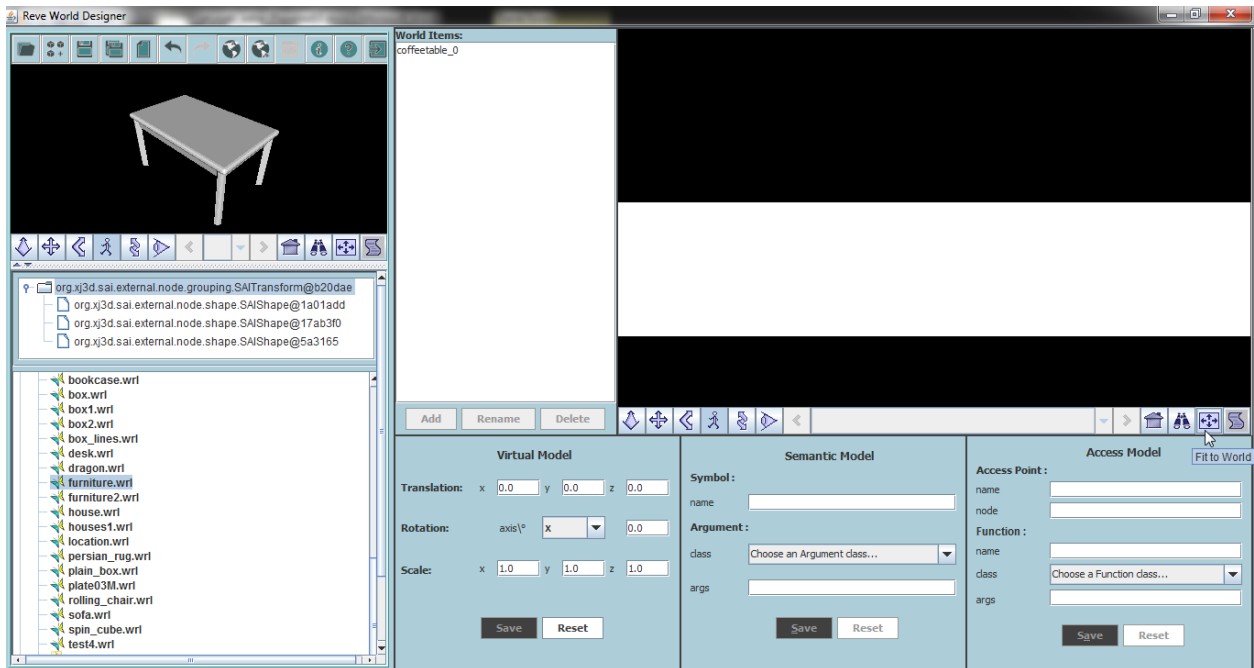 Reve World Designer
World Items:
coffeetable_0
org.xj3d.sai.external.node.grouping.SAITransform@b20dae
org.xj3d.sai.external.node.shape.SAIShape@1a01add
org.xj3d.sai.external.node.shape.SAIShape@17ab3f0
org.xj3d.sai.external.node.shape.SAIShape@5a3165
bookcase.wrl
box.wrl
box1.wrl
box2.wrl
box_lines.wrl
desk.wrl
dragon.wrl
furniture.wrl
furniture2.wrl
house.wrl
houses1.wrl
location.wrl
persian_rug.wrl
plain_box.wrl
plate03M.wrl
rolling_chair.wrl
sofa.wrl
spin_cube.wrl
test4.wrl
Add Rename Delete
Fit to World
Virtual Model
Translation: x 0.0 y 0.0 z 0.0
Rotation: axis\° x 0.0
Scale: x 1.0 y 1.0 z 1.0
Save Reset
Semantic Model
Symbol :
name
Argument :
class Choose an Argument class...
args
Save Reset
Access Model
Access Point :
name
node
Function :
name
class Choose a Function class...
args
Save Reset